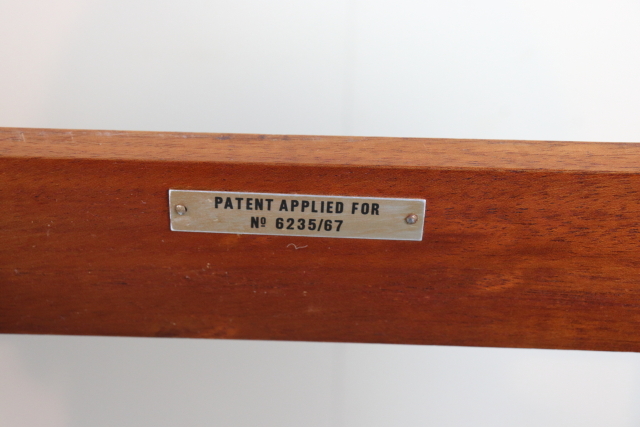 PATENT APPLIED FOR
Nº 6235/67